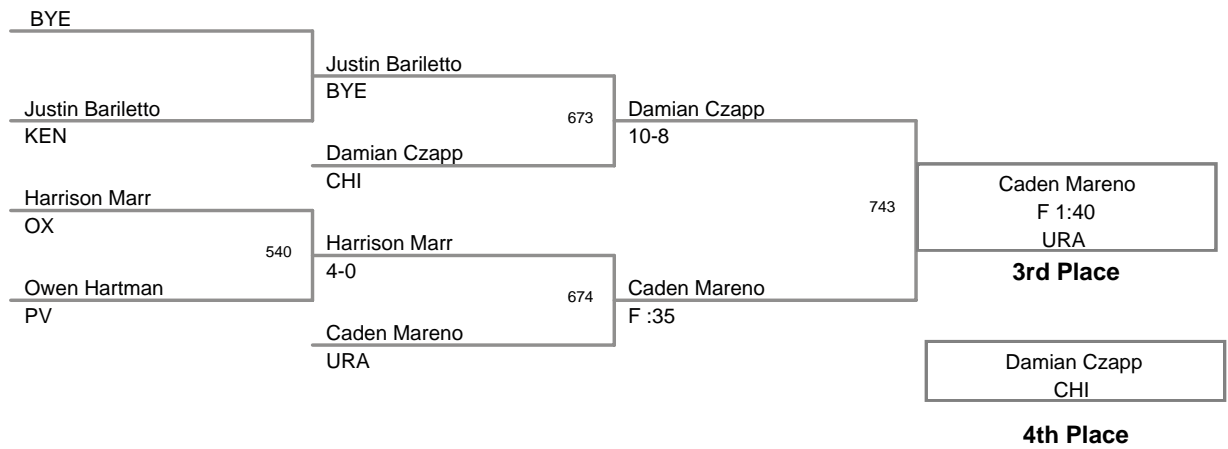 BYE
Justin Bariletto
KEN
Harrison Marr
OX
540
Owen Hartman
PV
Justin Bariletto
BYE
673
Damian Czapp
CHI
Harrison Marr
4-0
674
Caden Mareno
URA
Damian Czapp
10-8
743
Caden Mareno
F :35
Caden Mareno
F 1:40
URA
3rd Place
Damian Czapp
CHI
4th Place